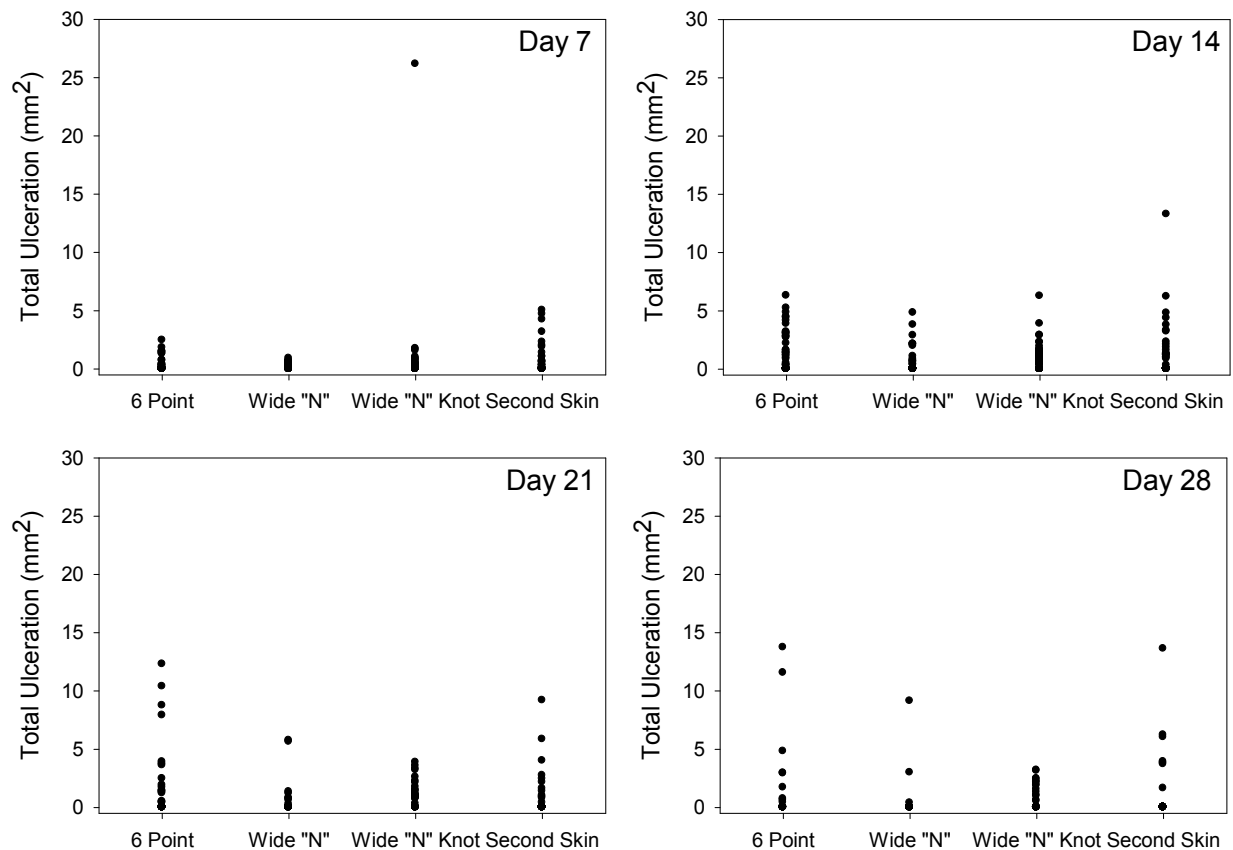 Day 7
Total Ulceration (mm²)
30
25
20
15
10
5
0
6 Point Wide "N" Wide "N" Knot Second Skin
Day 14
Total Ulceration (mm²)
30
25
20
15
10
5
0
6 Point Wide "N" Wide "N" Knot Second Skin
Day 21
Total Ulceration (mm²)
30
25
20
15
10
5
0
6 Point Wide "N" Wide "N" Knot Second Skin
Day 28
Total Ulceration (mm²)
30
25
20
15
10
5
0
6 Point Wide "N" Wide "N" Knot Second Skin